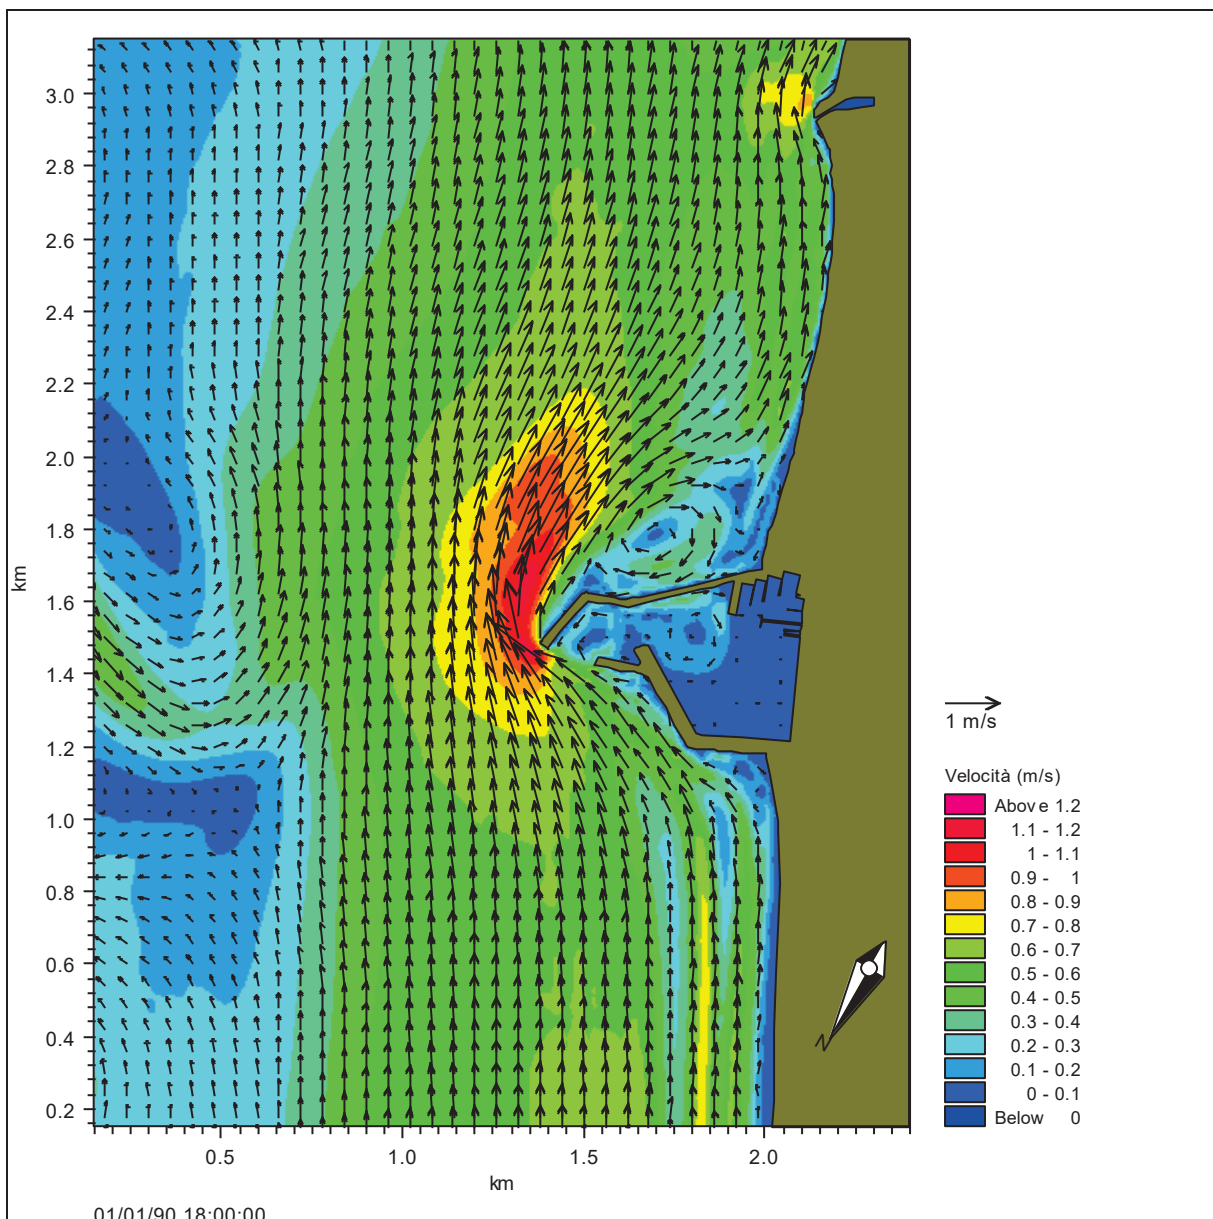 3.0
2.8
2.6
2.4
2.2
2.0
1.8
1.6
1.4
1.2
1.0
0.8
0.6
0.4
0.2
km
0.5 1.0 1.5 2.0
km
01/01/90 18:00:00
1 m/s
Velocità (m/s)
Above 1.2
1.1 - 1.2
1 - 1.1
0.9 - 1
0.8 - 0.9
0.7 - 0.8
0.6 - 0.7
0.5 - 0.6
0.4 - 0.5
0.3 - 0.4
0.2 - 0.3
0.1 - 0.2
0 - 0.1
Below 0
N